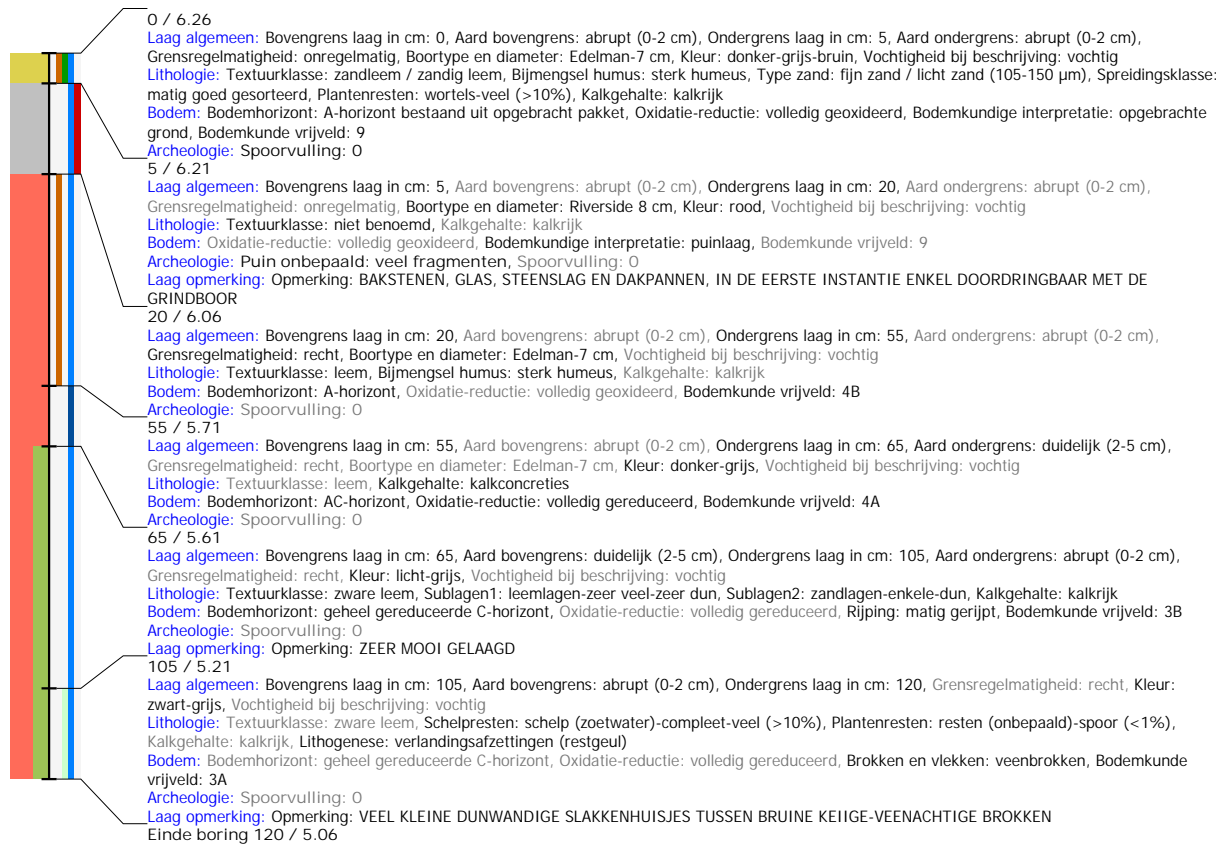 0 / 6.26
Laag algemeen: Bovengrens laag in cm: 0, Aard bovengrens: abrupt (0-2 cm), Ondergrens laag in cm: 5, Aard ondergrens: abrupt (0-2 cm),
Grensregelmatigheid: onregelmatig, Boortype en diameter: Edelman-7 cm, Kleur: donker-grijs-bruin, Vochtigheid bij beschrijving: vochtig
Lithologie: Textuurklasse: zandleem / zandig leem, Bijmengsel humus: sterk humeus, Type zand: fijn zand / licht zand (105-150 µm), Spreidingsklasse:
matig goed gesorteerd, Plantenresten: wortels-veel (>10%), Kalkgehalte: kalkrijk
Bodem: Bodemhorizont: A-horizont bestaand uit opgebracht pakket, Oxidatie-reductie: volledig geoxideerd, Bodemkundige interpretatie: opgebrachte
grond, Bodemkunde vrijveld: 9
Archeologie: Spoorvulling: 0
5 / 6.21
Laag algemeen: Bovengrens laag in cm: 5, Aard bovengrens: abrupt (0-2 cm), Ondergrens laag in cm: 20, Aard ondergrens: abrupt (0-2 cm),
Grensregelmatigheid: onregelmatig, Boortype en diameter: Riverside 8 cm, Kleur: rood, Vochtigheid bij beschrijving: vochtig
Lithologie: Textuurklasse: niet benoemd, Kalkgehalte: kalkrijk
Bodem: Oxidatie-reductie: volledig geoxideerd, Bodemkundige interpretatie: puinlaag, Bodemkunde vrijveld: 9
Archeologie: Puin onbepaald: veel fragmenten, Spoorvulling: 0
Laag opmerking: Opmerking: BAKSTENEN, GLAS, STEENSLAG EN DAKPANNEN, IN DE EERSTE INSTANTIE ENKEL DOORDRINGBAAR MET DE
GRINDBOOR
20 / 6.06
Laag algemeen: Bovengrens laag in cm: 20, Aard bovengrens: abrupt (0-2 cm), Ondergrens laag in cm: 55, Aard ondergrens: abrupt (0-2 cm),
Grensregelmatigheid: recht, Boortype en diameter: Edelman-7 cm, Vochtigheid bij beschrijving: vochtig
Lithologie: Textuurklasse: leem, Bijmengsel humus: sterk humeus, Kalkgehalte: kalkrijk
Bodem: Bodemhorizont: A-horizont, Oxidatie-reductie: volledig geoxideerd, Bodemkunde vrijveld: 4B
Archeologie: Spoorvulling: 0
55 / 5.71
Laag algemeen: Bovengrens laag in cm: 55, Aard bovengrens: abrupt (0-2 cm), Ondergrens laag in cm: 65, Aard ondergrens: duidelijk (2-5 cm),
Grensregelmatigheid: recht, Boortype en diameter: Edelman-7 cm, Kleur: donker-grijs, Vochtigheid bij beschrijving: vochtig
Lithologie: Textuurklasse: leem, Kalkgehalte: kalkconcreties
Bodem: Bodemhorizont: AC-horizont, Oxidatie-reductie: volledig gereduceerd, Bodemkunde vrijveld: 4A
Archeologie: Spoorvulling: 0
65 / 5.61
Laag algemeen: Bovengrens laag in cm: 65, Aard bovengrens: duidelijk (2-5 cm), Ondergrens laag in cm: 105, Aard ondergrens: abrupt (0-2 cm),
Grensregelmatigheid: recht, Kleur: licht-grijs, Vochtigheid bij beschrijving: vochtig
Lithologie: Textuurklasse: zware leem, Sublagen1: leemlagen-zeer veel-zeer dun, Sublagen2: zandlagen-enkele-dun, Kalkgehalte: kalkrijk
Bodem: Bodemhorizont: geheel gereduceerde C-horizont, Oxidatie-reductie: volledig gereduceerd, Rijping: matig gerijpt, Bodemkunde vrijveld: 3B
Archeologie: Spoorvulling: 0
Laag opmerking: Opmerking: ZEER MOOI GELAAGD
105 / 5.21
Laag algemeen: Bovengrens laag in cm: 105, Aard bovengrens: abrupt (0-2 cm), Ondergrens laag in cm: 120, Grensregelmatigheid: recht, Kleur:
zwart-grijs, Vochtigheid bij beschrijving: vochtig
Lithologie: Textuurklasse: zware leem, Schelpresten: schelp (zoetwater)-compleet-veel (>10%), Plantenresten: resten (onbepaald)-spoor (<1%),
Kalkgehalte: kalkrijk, Lithogenese: verlandingsafzettingen (restgeul)
Bodem: Bodemhorizont: geheel gereduceerde C-horizont, Oxidatie-reductie: volledig gereduceerd, Brokken en vlekken: veenbrokken, Bodemkunde
vrijveld: 3A
Archeologie: Spoorvulling: 0
Laag opmerking: Opmerking: VEEL KLEINE DUNWANDIGE SLAKKENHUISJES TUSSEN BRUINE KEIIGE-VEENACHTIGE BROKKEN
Einde boring 120 / 5.06